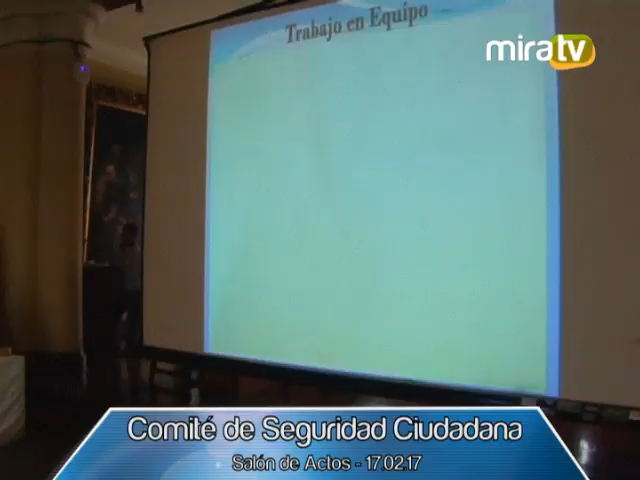 Trabajo en Equipo
miratv
Comité de Seguridad Ciudadana
Salón de Actos - 17.02.17